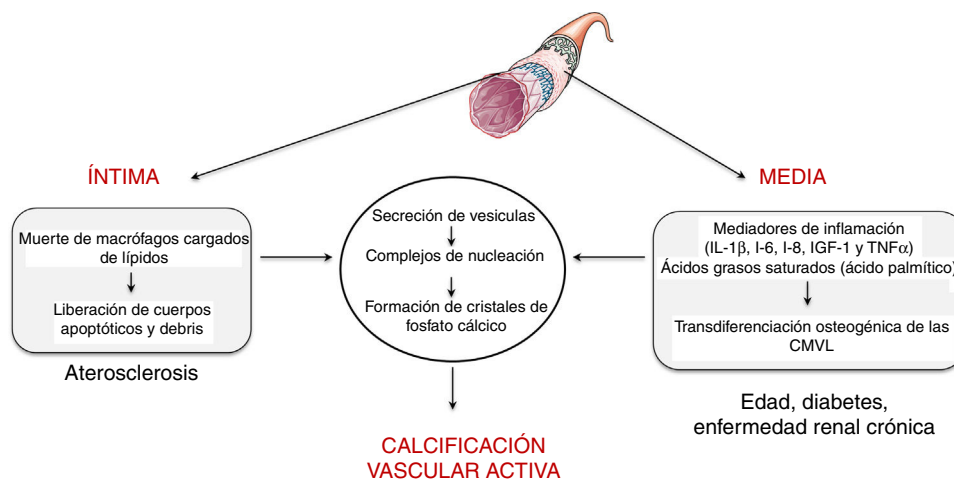 ÍNTIMA
Muerte de macrófagos cargados
de lípidos
Liberación de cuerpos
apoptóticos y debris
Aterosclerosis
Secreción de vesiculas
Complejos de nucleación
Formación de cristales de
fosfato cálcico
CALCIFICACIÓN
VASCULAR ACTIVA
MEDIA
Mediadores de inflamación
(IL-1β, I-6, I-8, IGF-1 y TNFα)
Ácidos grasos saturados (ácido palmítico)
Transdiferenciación osteogénica de las
CMVL
Edad, diabetes,
enfermedad renal crónica